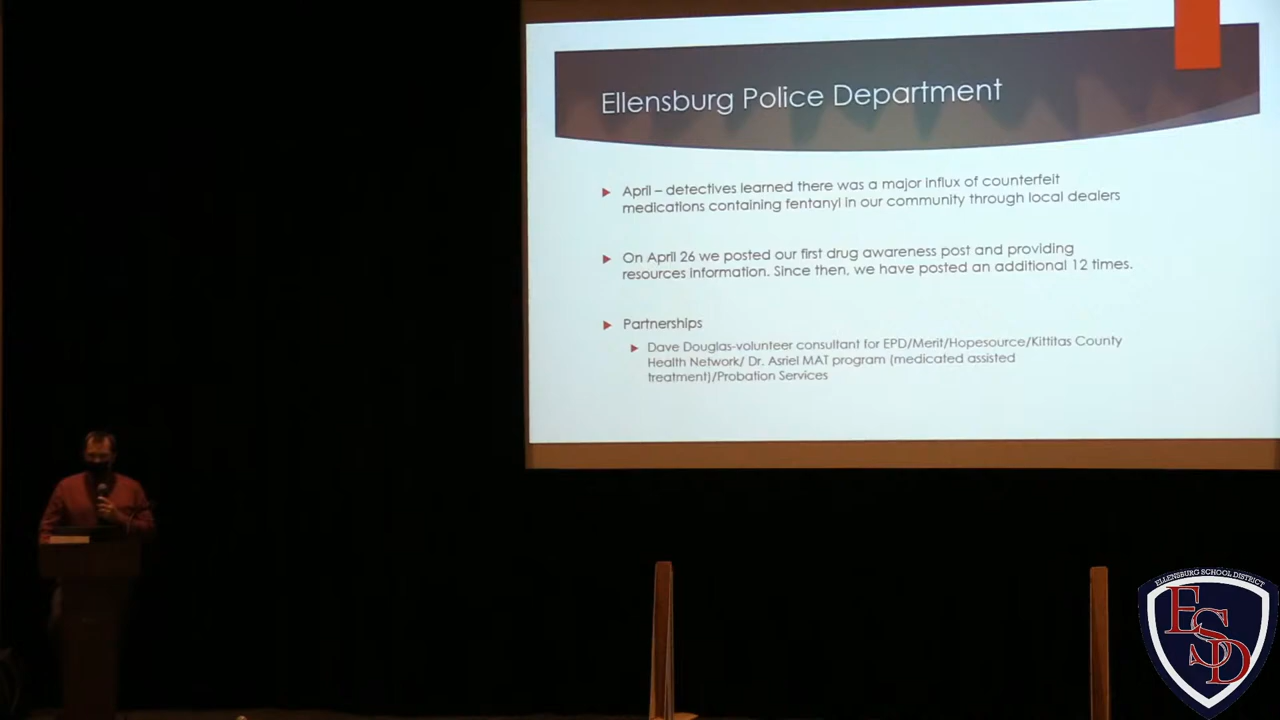 Ellensburg Police Department
April – detectives learned there was a major influx of counterfeit
medications containing fentanyl in our community through local dealers
On April 26 we posted our first drug awareness post and providing
resources information. Since then, we have posted an additional 12 times.
Partnerships
Dave Douglas-volunteer consultant for EPD/Merit/Hopesource/Kittitas County
Health Network/ Dr. Asriel MAT program (medicated assisted
treatment)/Probation Services
ELLENSBURG SCHOOL DISTRICT
ESD